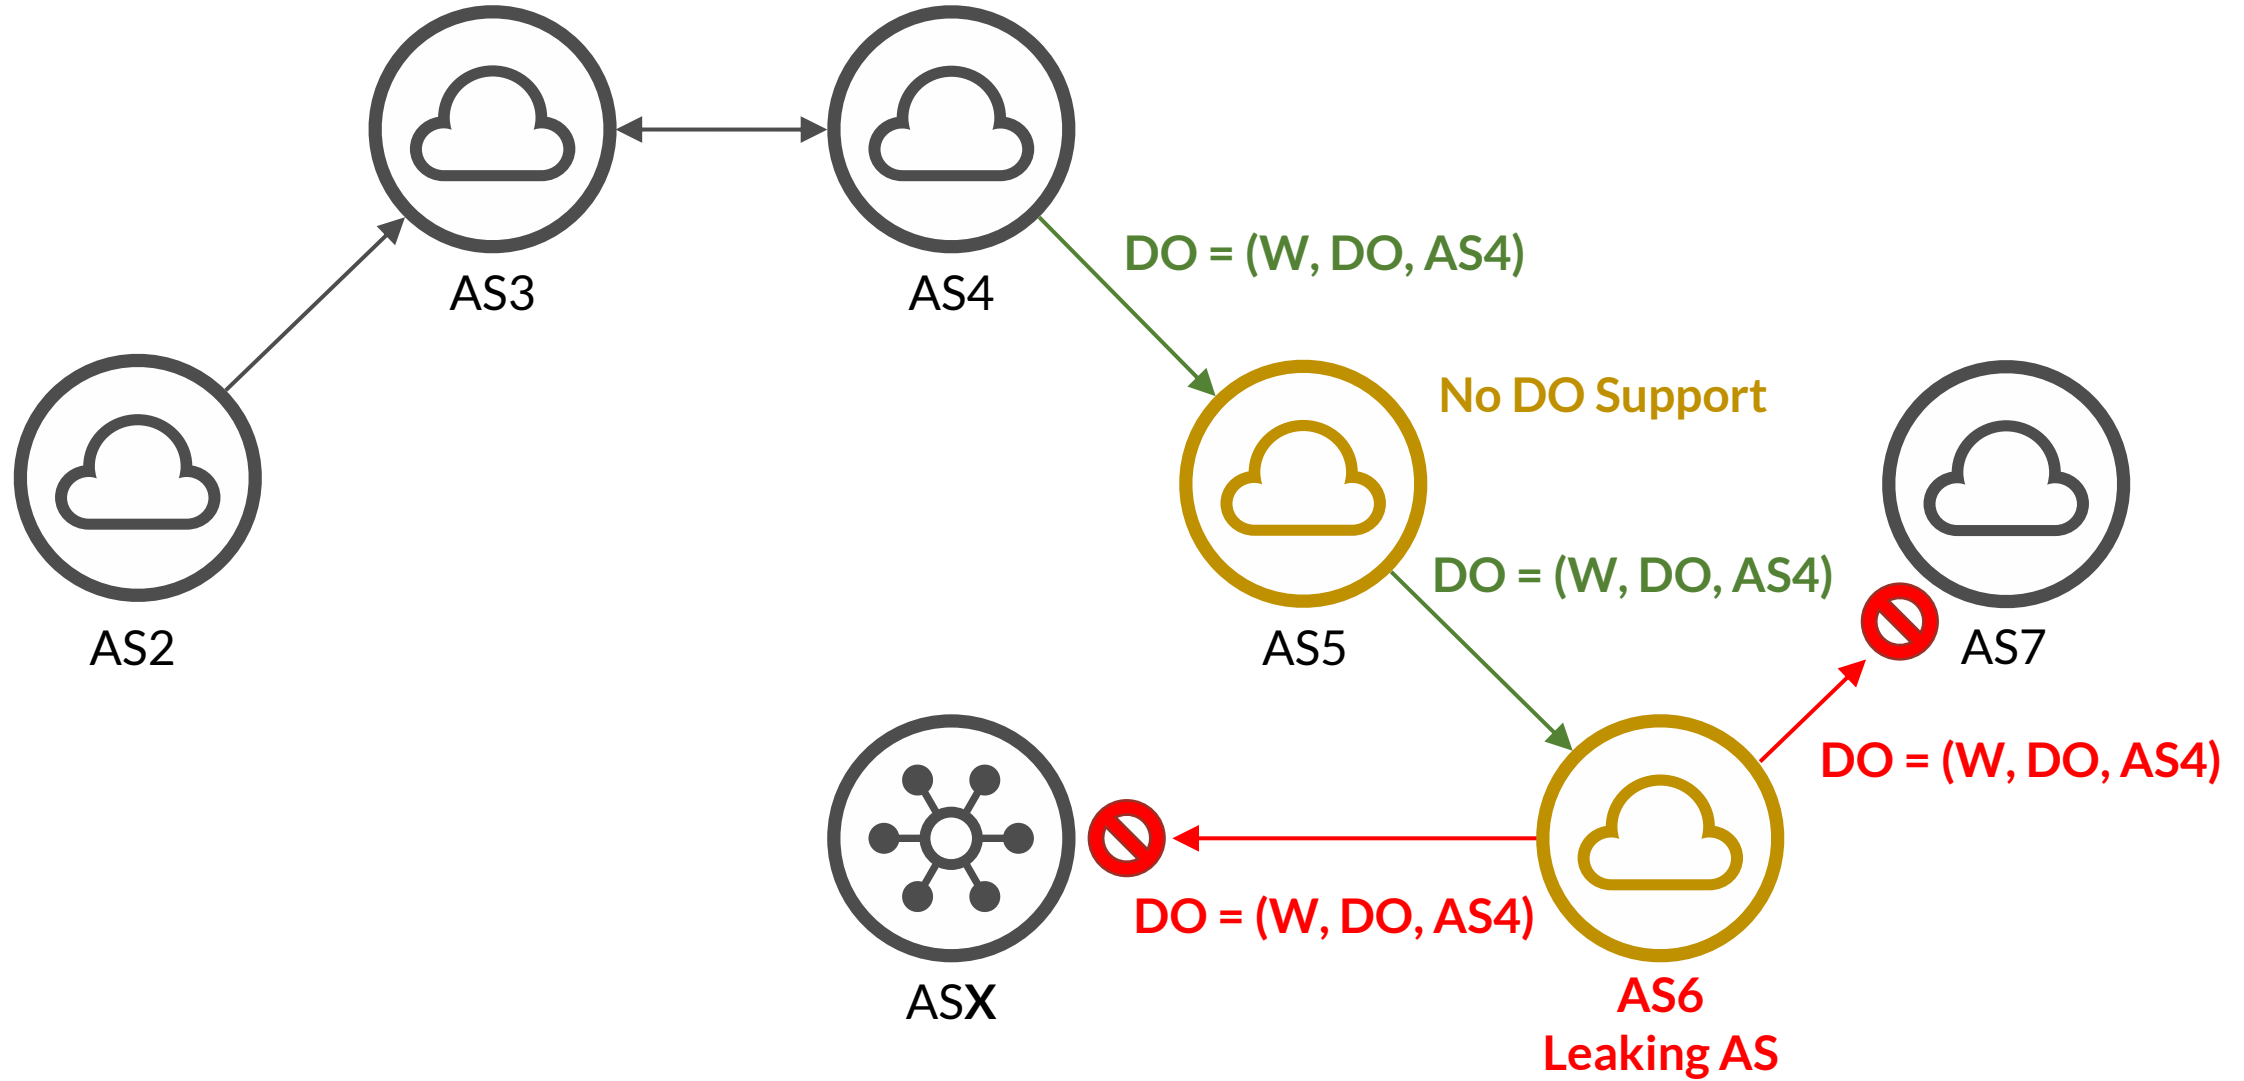 AS3
AS4
DO = (W, DO, AS4)
No DO Support
AS2
AS5
DO = (W, DO, AS4)
AS7
DO = (W, DO, AS4)
DO = (W, DO, AS4)
ASX
AS6
Leaking AS